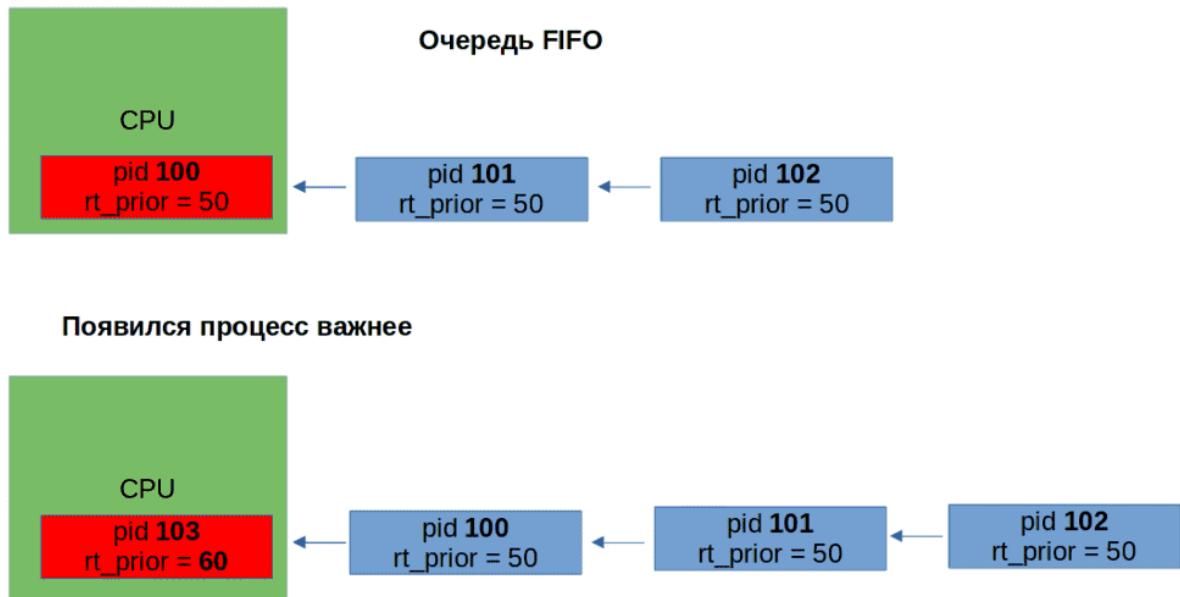 Очередь FIFO
CPU
pid 100
rt_prior = 50
pid 101
rt_prior = 50
pid 102
rt_prior = 50
Появился процесс важнее
CPU
pid 103
rt_prior = 60
pid 100
rt_prior = 50
pid 101
rt_prior = 50
pid 102
rt_prior = 50